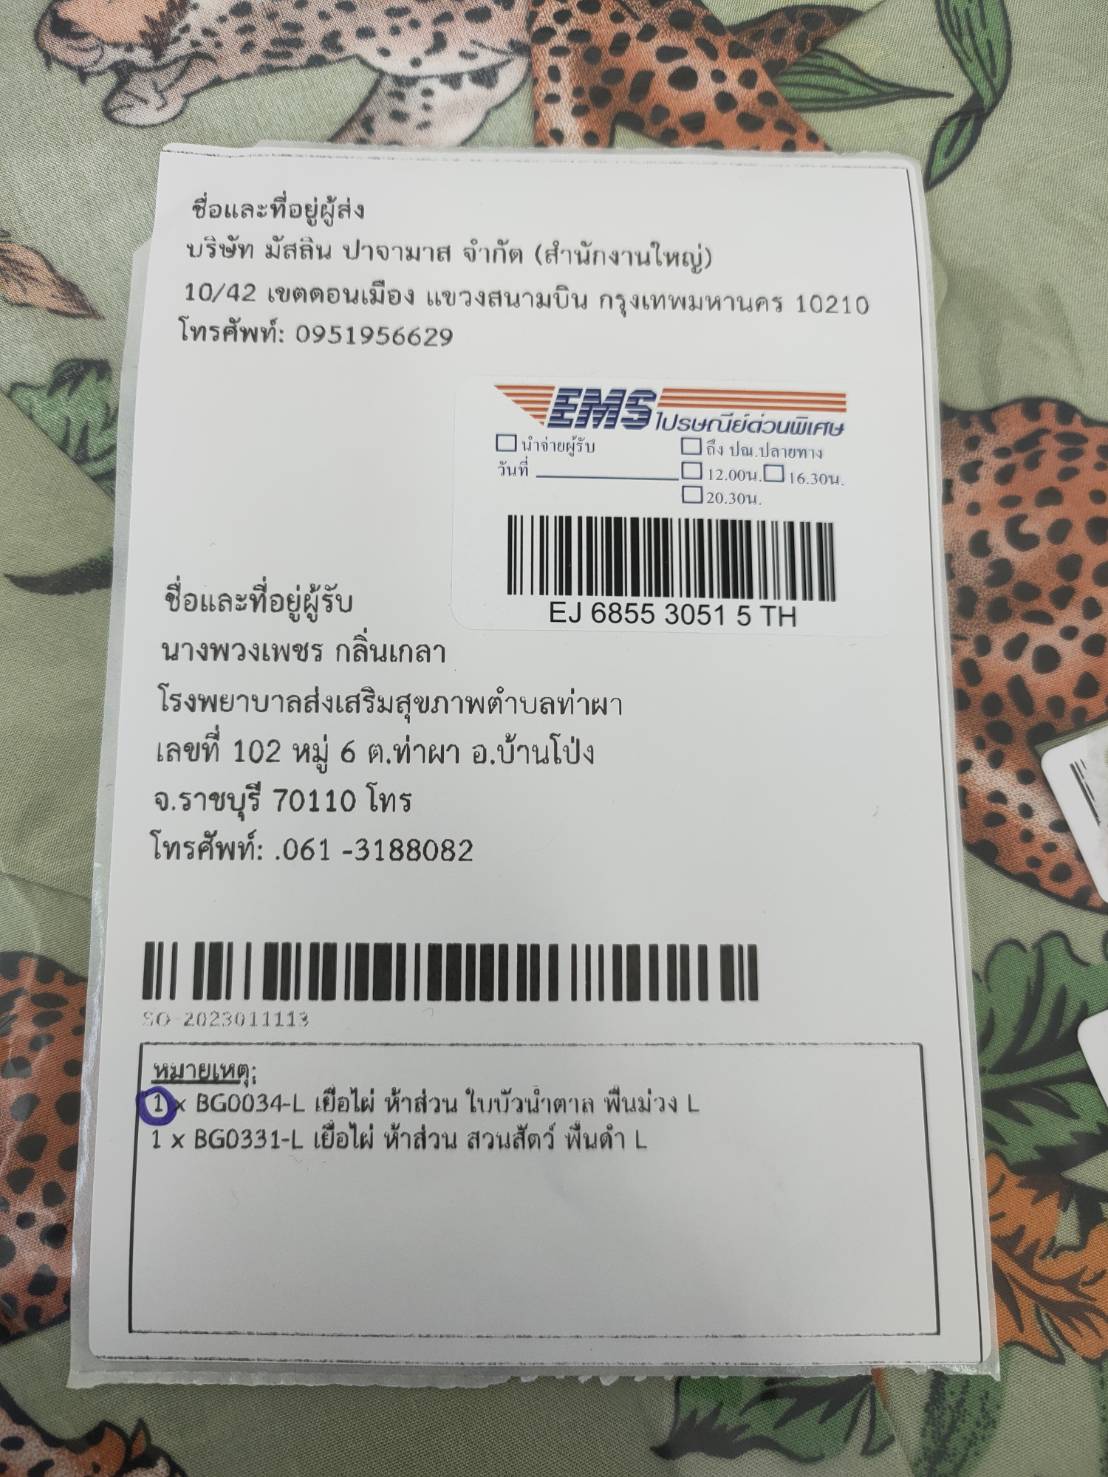 ชื่อและที่อยู่ผู้ส่ง
บริษัท มัสลิน ปาจามาส จำกัด (สำนักงานใหญ่)
10/42 เขตดอนเมือง แขวงสนามบิน กรุงเทพมหานคร 10210
โทรศัพท์: 0951956629
EMS ไปรษณีย์ด่วนพิเศษ
นำจ่ายผู้รับ ถึง ปณ.ปลายทาง
วันที่ 12.00น. 16.30น.
20.30น.
EJ 6855 3051 5 TH
ชื่อและที่อยู่ผู้รับ
นางพวงเพชร กลิ่นเกลา
โรงพยาบาลส่งเสริมสุขภาพตำบลท่าผา
เลขที่ 102 หมู่ 6 ต.ท่าผา อ.บ้านโป่ง
จ.ราชบุรี 70110 โทร
โทรศัพท์: .061 -3188082
SO-2023011113
หมายเหตุ:
1 x BG0034-L เยื่อไผ่ ห้าส่วน ใบบัวน้ำตาล พื้นม่วง L
1 x BG0331-L เยื่อไผ่ ห้าส่วน สวนสัตว์ พื้นดำ L